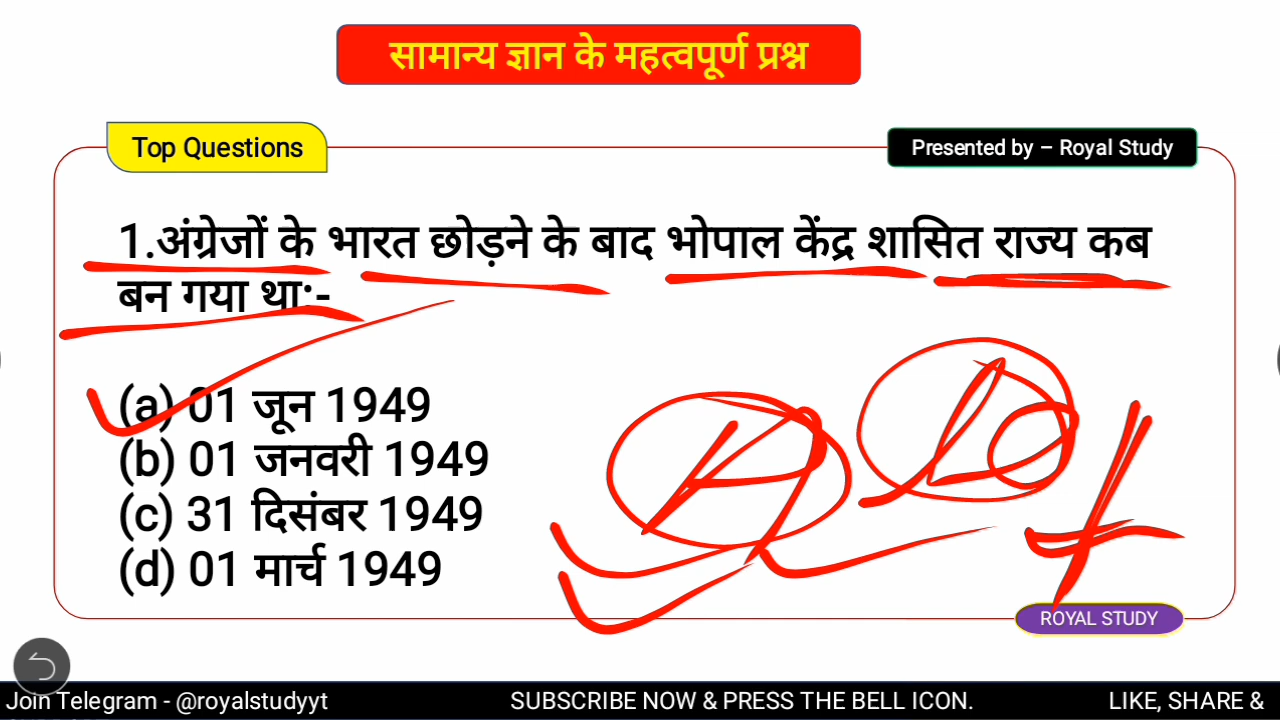 सामान्य ज्ञान के महत्वपूर्ण प्रश्न
Top Questions
Presented by – Royal Study
1.अंग्रेजों के भारत छोड़ने के बाद भोपाल केंद्र शासित राज्य कब
बन गया थाः-
(a) 01 जून 1949
(b) 01 जनवरी 1949
(c) 31 दिसंबर 1949
(d) 01 मार्च 1949
ROYAL STUDY
Join Telegram - @royalstudyyt
SUBSCRIBE NOW & PRESS THE BELL ICON.
LIKE, SHARE &